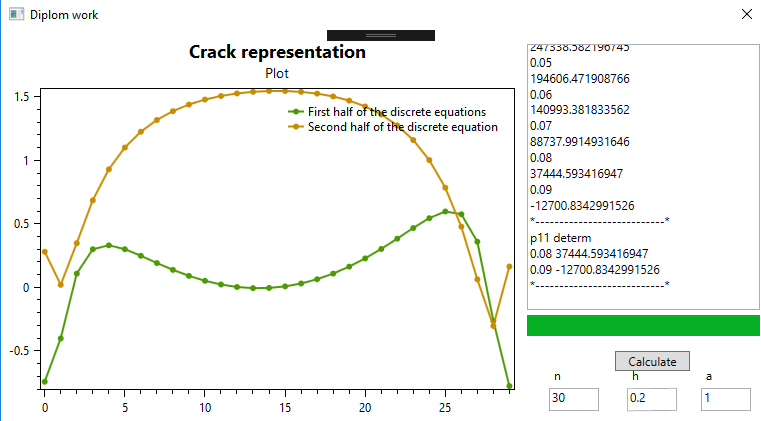 Diplom work
Crack representation
Plot
First half of the discrete equations
Second half of the discrete equation
1.5
1
0.5
0
-0.5
0
5
10
15
20
25
247338.582196745
0.05
194606.471908766
0.06
140993.381833562
0.07
88737.9914931646
0.08
37444.593416947
0.09
-12700.8342991526
*--------------------------*
p11 determ
0.08 37444.593416947
0.09 -12700.8342991526
*--------------------------*
Calculate
n
h
a
30
0.2
1